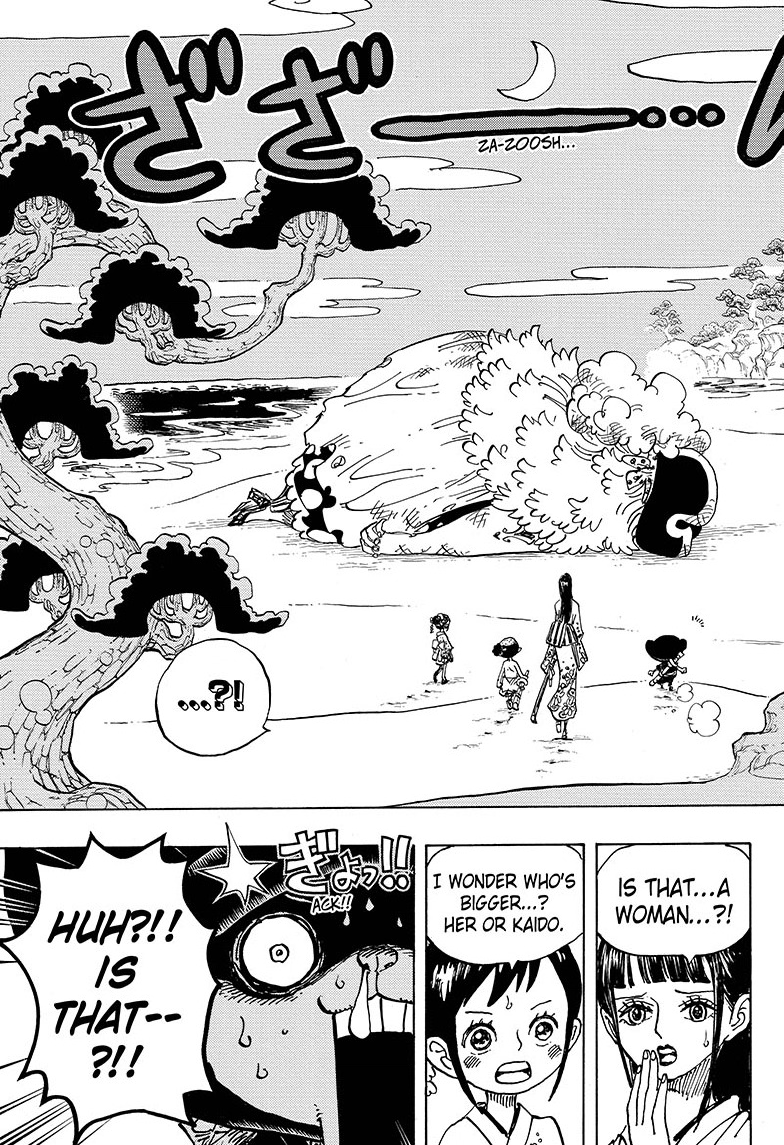 ざざ━━…
ZA-ZOOSH...
...?!
IS THAT...A
WOMAN...?!
I WONDER WHO'S
BIGGER...?
HER OR KAIDO.
ぎょっ!!
ACK!!
HUH?!!
IS
THAT--
?!!